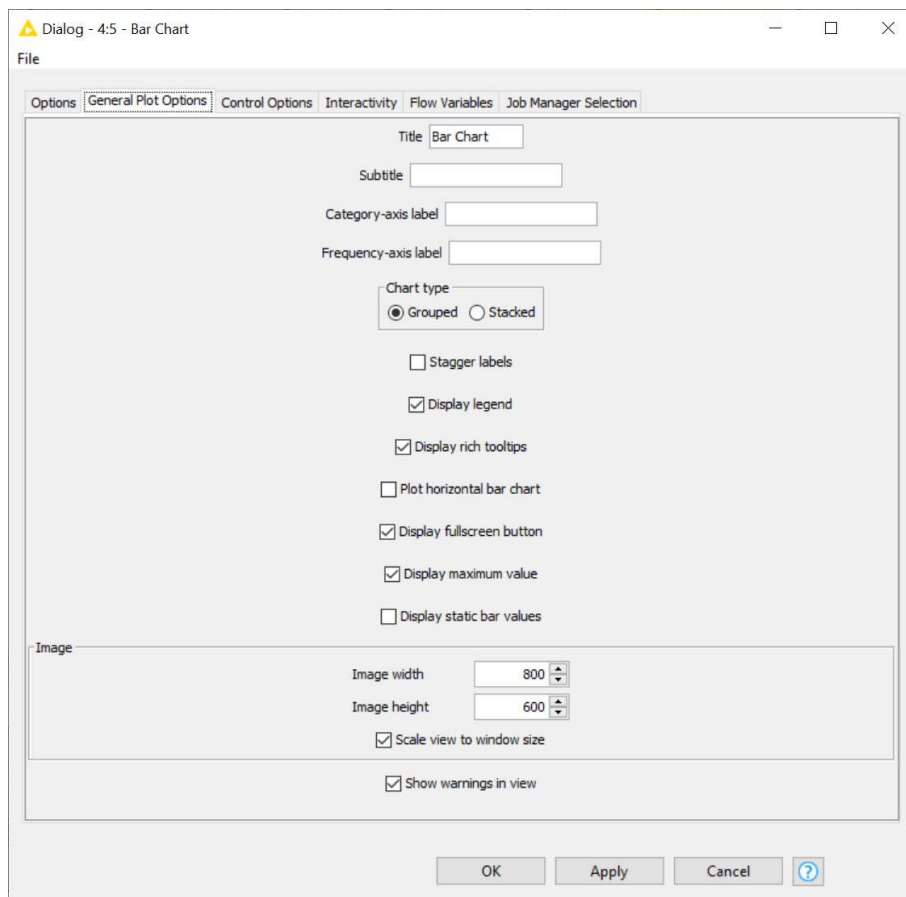 Dialog - 4:5 - Bar Chart
File
Options General Plot Options Control Options Interactivity Flow Variables Job Manager Selection
Title Bar Chart
Subtitle
Category-axis label
Frequency-axis label
Chart type
Grouped Stacked
Stagger labels
Display legend
Display rich tooltips
Plot horizontal bar chart
Display fullscreen button
Display maximum value
Display static bar values
Image
Image width 800
Image height 600
Scale view to window size
Show warnings in view
OK Apply Cancel ?